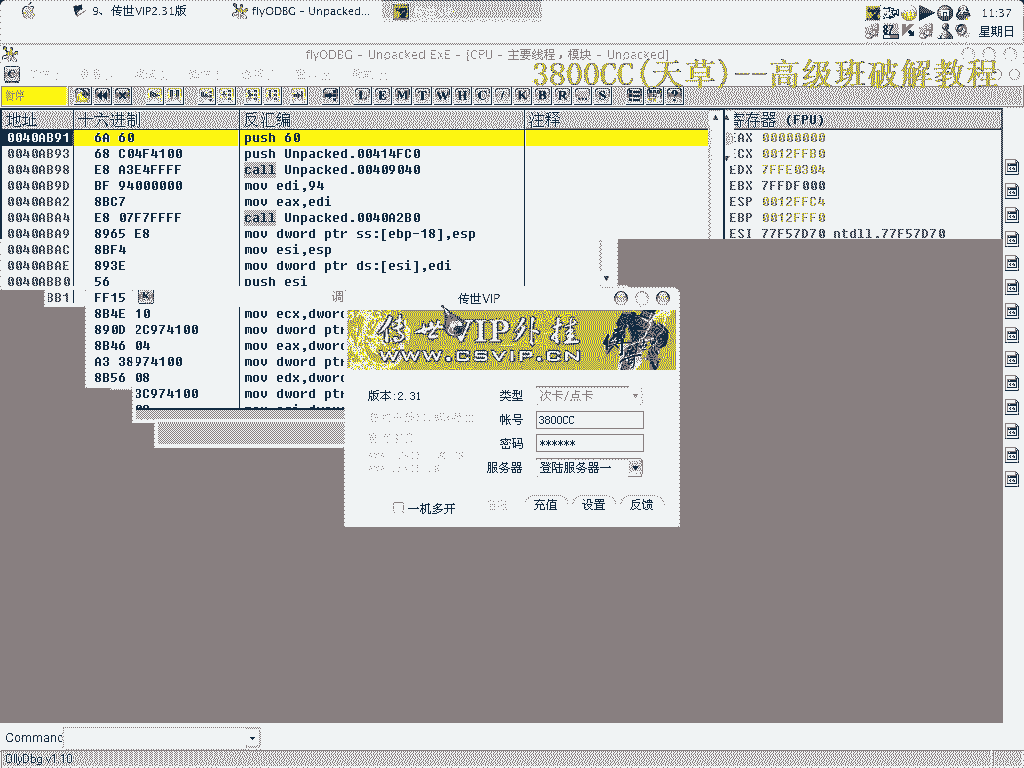 9、传世VIP2.31版
flyODBG - Unpacked...
11:37
星期日
flyODBG - Unpacked ExE - [CPU - 主要线程, 模块 - Unpacked]
3800CC(天草)--高级班破解教程
暂停
L E M T W H C / K B R ... S
地址 十六进制 反汇编 注释 寄存器 (FPU)
0040AB91 6A 60 push 60
0040AB93 68 C04F4100 push Unpacked.00414FC0
0040AB98 E8 A3E4FFFF call Unpacked.00409040
0040AB9D BF 94000000 mov edi,94
0040ABA2 8BC7 mov eax,edi
0040ABA4 E8 07F7FFFF call Unpacked.0040A2B0
0040ABA9 8965 E8 mov dword ptr ss:[ebp-18],esp
0040ABAC 8BF4 mov esi,esp
0040ABAE 893E mov dword ptr ds:[esi],edi
0040ABB0 56 push esi
BB1 FF15
8B4E 10 mov ecx,dword
890D 2C974100 mov dword ptr
8B46 04 mov eax,dword
A3 38974100 mov dword ptr
8B56 08 mov edx,dword
3C974100 mov dword ptr
EAX 00000000
ECX 0012FFB0
EDX 7FFE0304
EBX 7FFDF000
ESP 0012FFC4
EBP 0012FFF0
ESI 77F57D70 ntdll.77F57D70
调
传世VIP
传世VIP外挂
WWW.CSVIP.CN
版本:2.31
类型 次卡/点卡
帐号 3800CC
密码 ******
服务器 登陆服务器一
一机多开
充值 设置 反馈
Command
OllyDbg v1.10